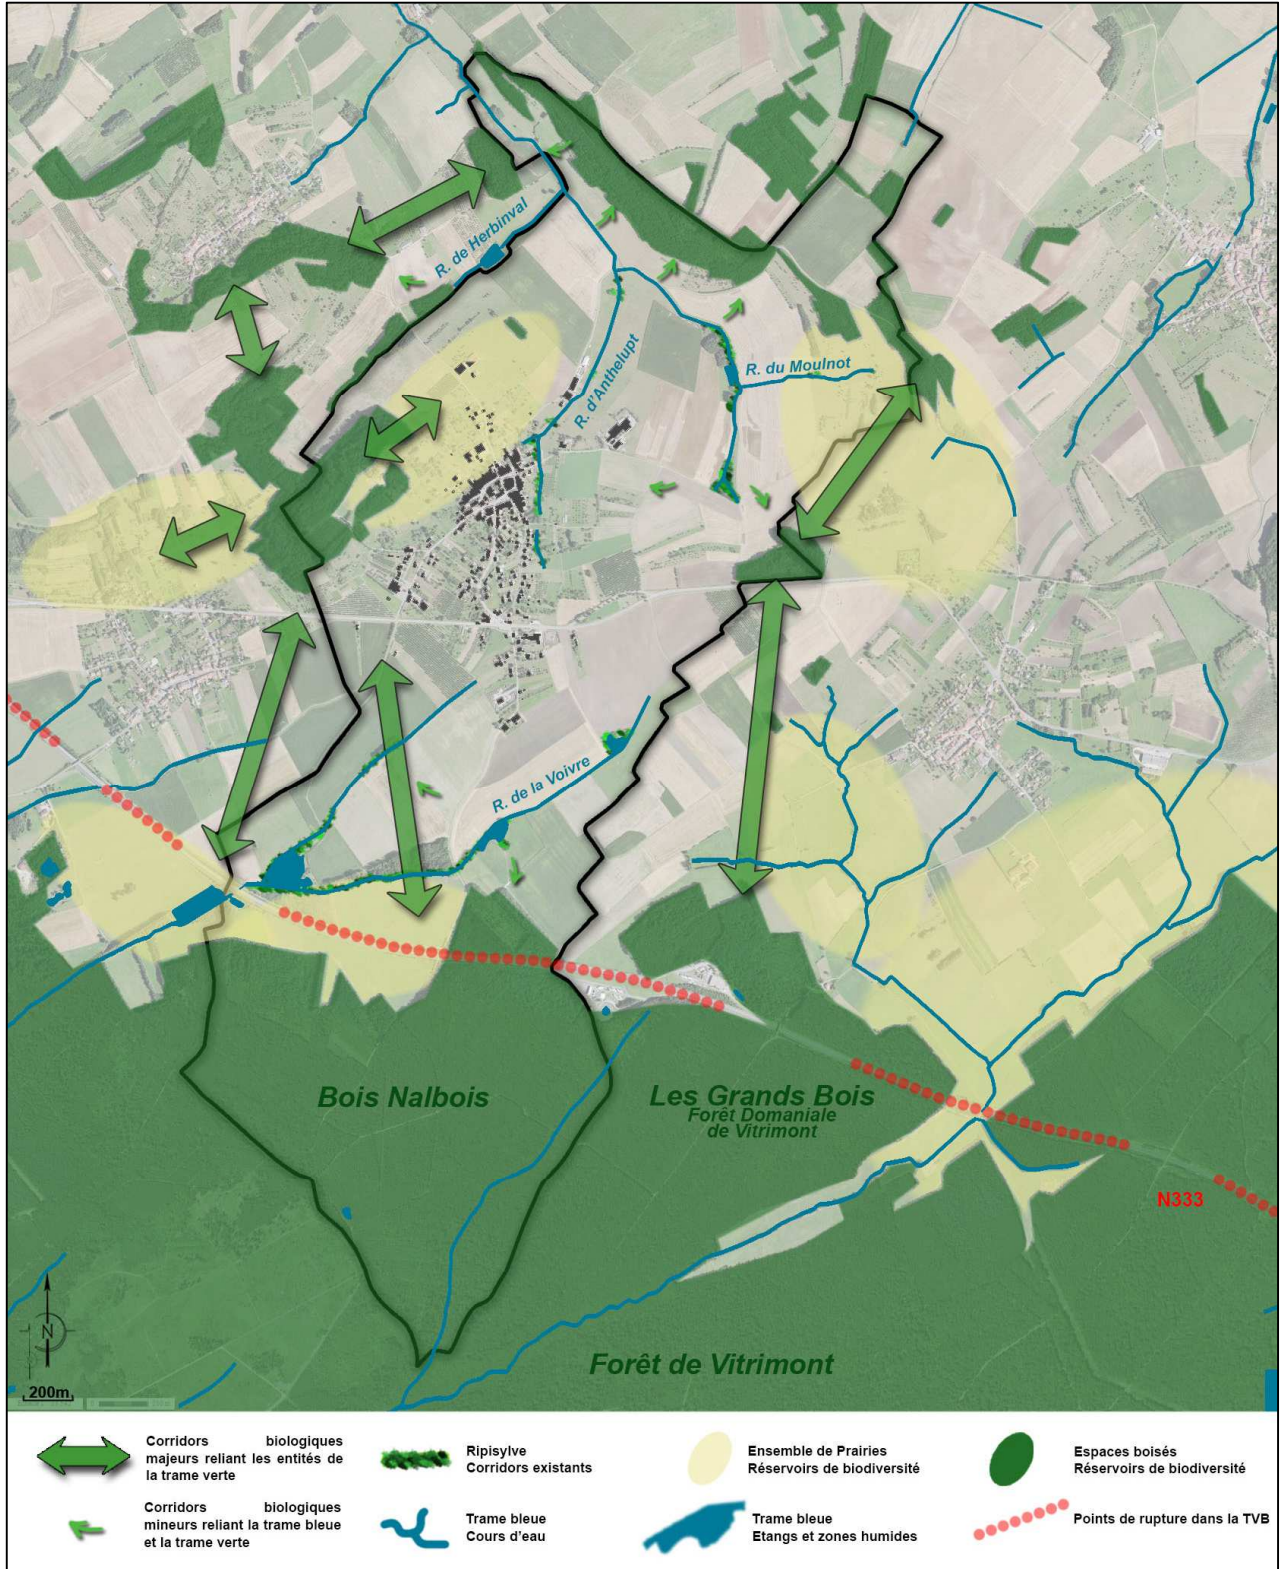 R. de Herbinval
R. d'Anthelupt
R. du Moulnot
R. de la Voivre
Bois Nalbois
Les Grands Bois
Forêt Domaniale
de Vitrimont
N333
Forêt de Vitrimont
N
200m
Corridors biologiques
majeurs reliant les entités de
la trame verte
Ripisylve
Corridors existants
Ensemble de Prairies
Réservoirs de biodiversité
Espaces boisés
Réservoirs de biodiversité
Corridors biologiques
mineurs reliant la trame bleue
et la trame verte
Trame bleue
Cours d'eau
Trame bleue
Etangs et zones humides
Points de rupture dans la TVB